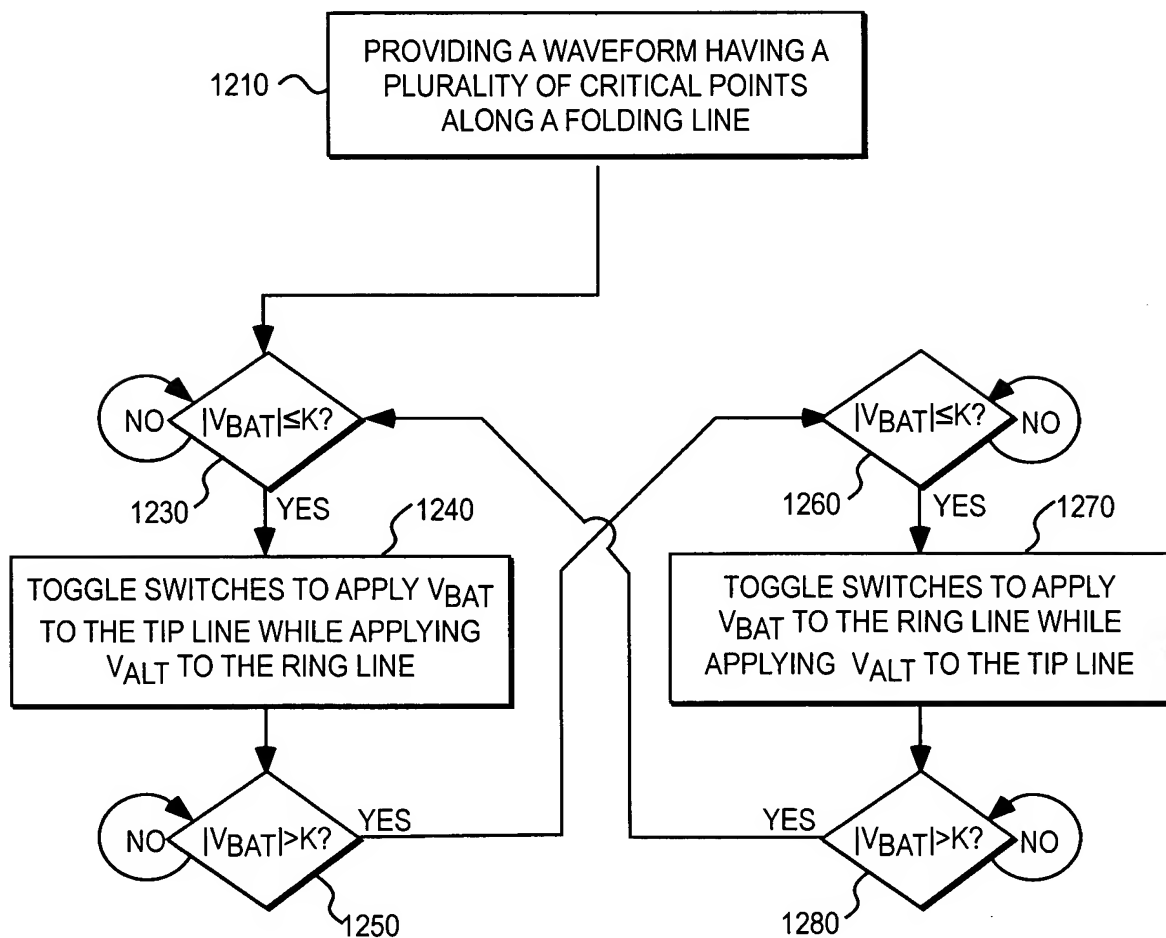 1210
PROVIDING A WAVEFORM HAVING A
PLURALITY OF CRITICAL POINTS
ALONG A FOLDING LINE
NO
|VBAT|≤K?
1230
YES
1240
TOGGLE SWITCHES TO APPLY VBAT
TO THE TIP LINE WHILE APPLYING
VALT TO THE RING LINE
NO
|VBAT|>K?
YES
1250
|VBAT|≤K?
NO
1260
YES
1270
TOGGLE SWITCHES TO APPLY
VBAT TO THE RING LINE WHILE
APPLYING VALT TO THE TIP LINE
YES
|VBAT|>K?
NO
1280